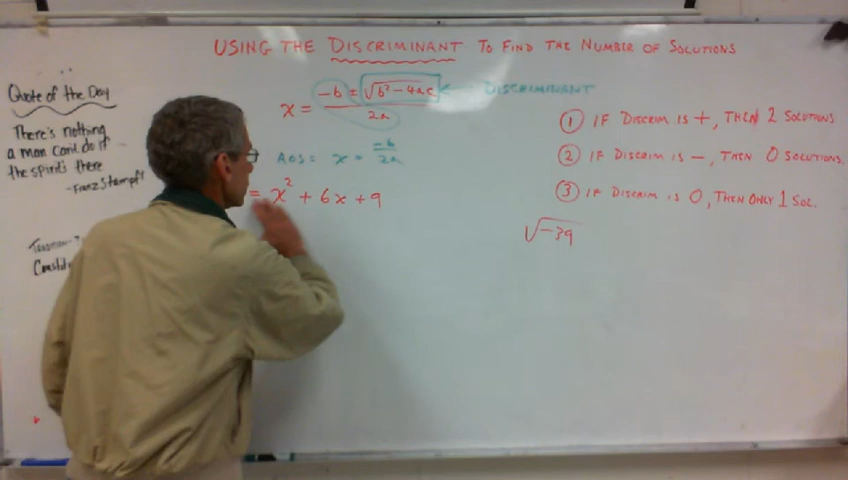 USING THE DISCRIMINANT TO FIND THE NUMBER OF SOLUTIONS
Quote of the Day
There's nothing
a man can't do if
the spirit's there
-Franz Stampfl
x = (-b ± √(b² - 4ac)) / 2a
DISCRIMINANT
AOS = x = -b / 2a
= x² + 6x + 9
① IF DISCRIM IS +, THEN 2 SOLUTIONS
② IF DISCRIM IS -, THEN 0 SOLUTIONS.
③ IF DISCRIM IS 0, THEN ONLY 1 SOL.
√-39